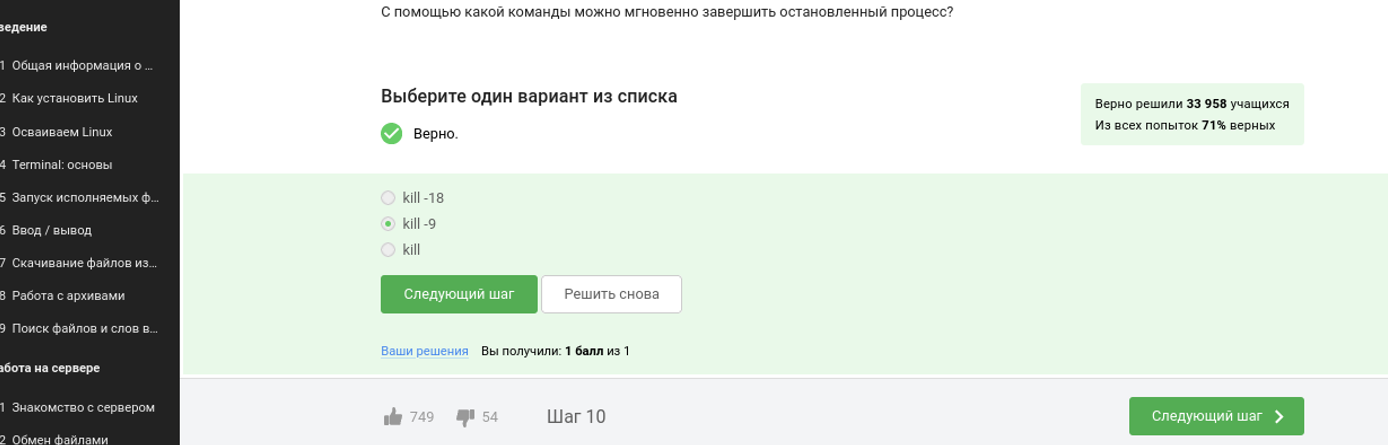 ведение
1 Общая информация о ...
2 Как установить Linux
3 Осваиваем Linux
4 Terminal: основы
5 Запуск исполняемых ф...
6 Ввод / вывод
7 Скачивание файлов из...
8 Работа с архивами
9 Поиск файлов и слов в...
абота на сервере
1 Знакомство с сервером
2 Обмен файлами
С помощью какой команды можно мгновенно завершить остановленный процесс?
Выберите один вариант из списка
Верно.
Верно решили 33 958 учащихся
Из всех попыток 71% верных
kill -18
kill -9
kill
Следующий шаг
Решить снова
Ваши решения Вы получили: 1 балл из 1
749 54 Шаг 10
Следующий шаг